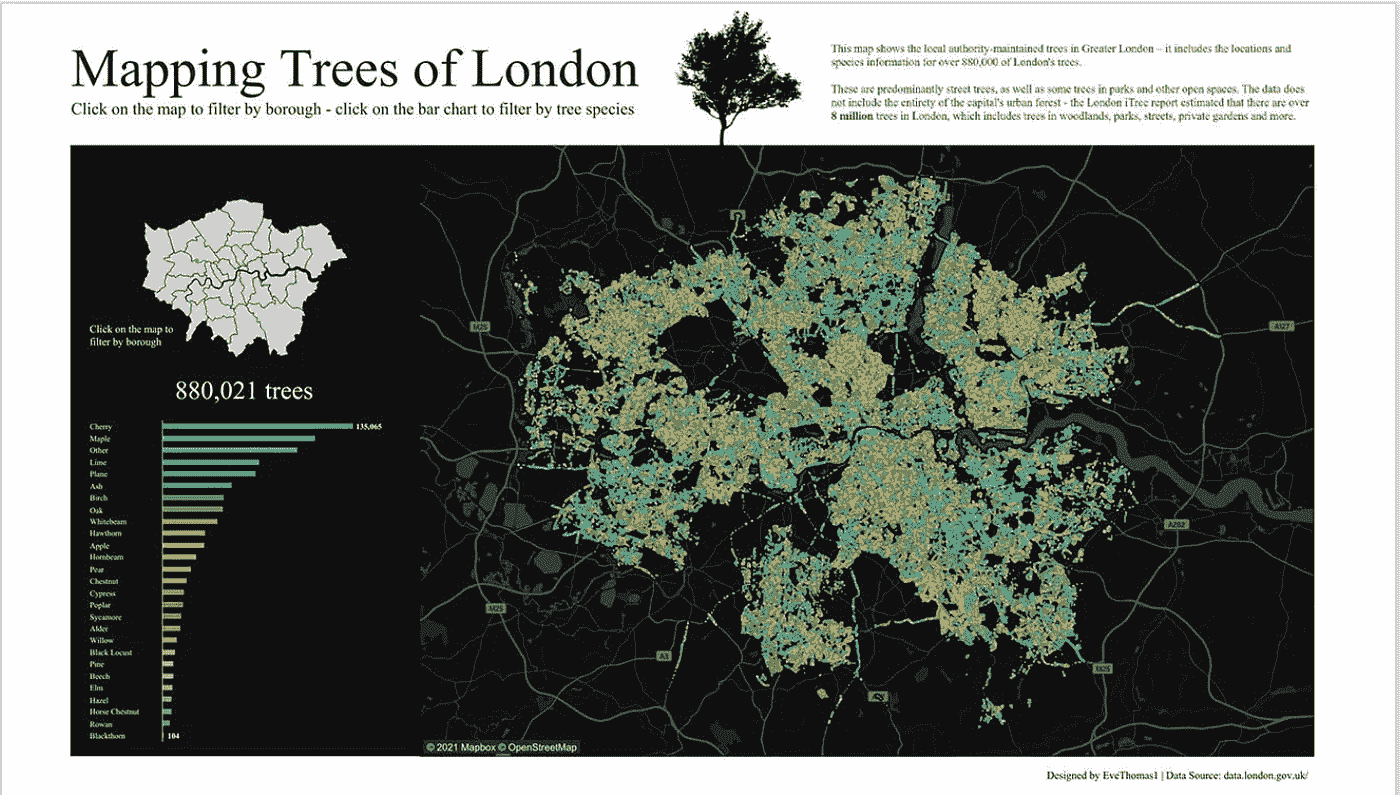 Mapping Trees of London
Click on the map to filter by borough - click on the bar chart to filter by tree species
This map shows the local authority-maintained trees in Greater London – it includes the locations and
species information for over 880,000 of London's trees.
These are predominantly street trees, as well as some trees in parks and other open spaces. The data does
not include the entirety of the capital's urban forest - the London iTree report estimated that there are over
8 million trees in London, which includes trees in woodlands, parks, streets, private gardens and more.
Click on the map to
filter by borough
880,021 trees
Cherry 135,065
Maple
Other
Lime
Plane
Ash
Birch
Oak
Whitebeam
Hawthorn
Apple
Hornbeam
Pear
Chestnut
Cypress
Poplar
Sycamore
Alder
Willow
Black Locust
Pine
Beech
Elm
Hazel
Horse Chestnut
Rowan
Blackthorn 104
M25
A127
A282
M25
A3
M25
© 2021 Mapbox © OpenStreetMap
Designed by EveThomas1 | Data Source: data.london.gov.uk/